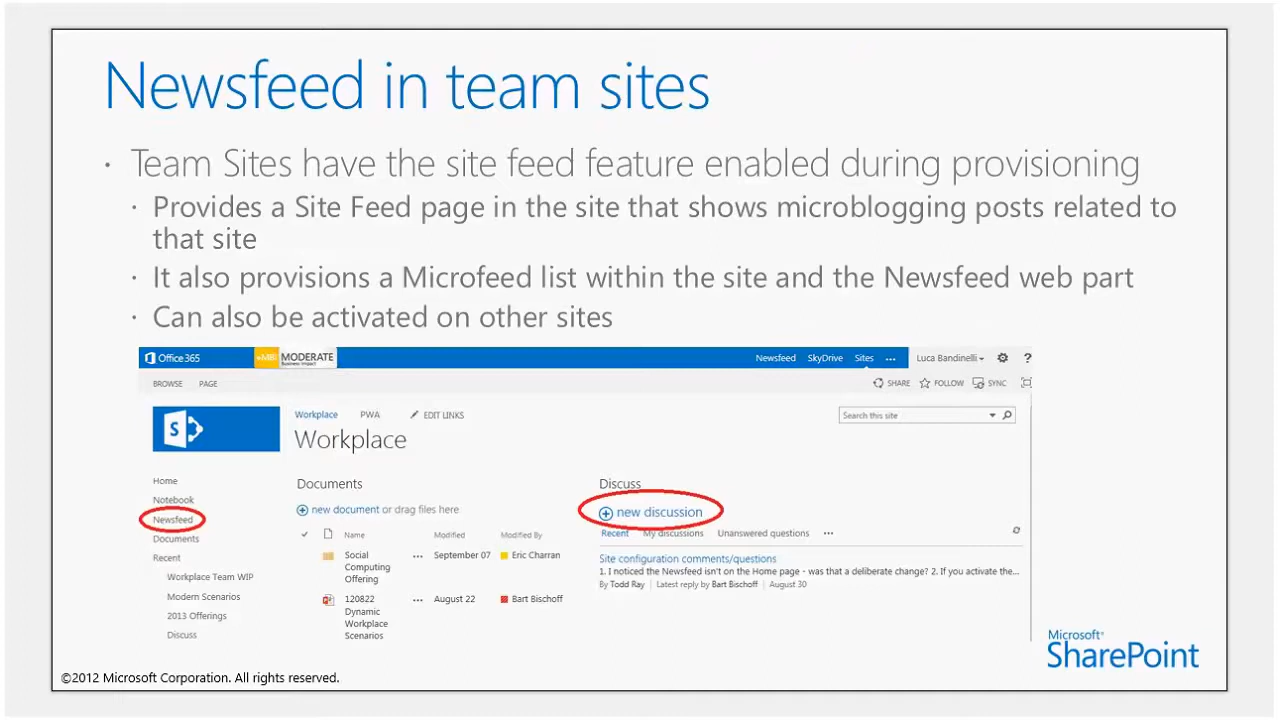 Newsfeed in team sites
· Team Sites have the site feed feature enabled during provisioning
· Provides a Site Feed page in the site that shows microblogging posts related to
that site
· It also provisions a Microfeed list within the site and the Newsfeed web part
· Can also be activated on other sites
Office 365
MODERATE
Business Impact
Newsfeed SkyDrive Sites ··· Luca Bandinelli ?
BROWSE PAGE
SHARE FOLLOW SYNC
S
Workplace PWA EDIT LINKS
Search this site
Workplace
Home
Notebook
Newsfeed
Documents
Recent
Workplace Team WIP
Modern Scenarios
2013 Offerings
Discuss
Documents
new document or drag files here
Name Modified Modified By
Social ··· September 07 Eric Charran
Computing
Offering
120822 ··· August 22 Bart Bischoff
Dynamic
Workplace
Scenarios
Discuss
new discussion
Recent My discussions Unanswered questions ···
Site configuration comments/questions
1. I noticed the Newsfeed isn't on the Home page - was that a deliberate change? 2. If you activate the...
By Todd Ray | Latest reply by Bart Bischoff | August 30
Microsoft®
SharePoint
©2012 Microsoft Corporation. All rights reserved.